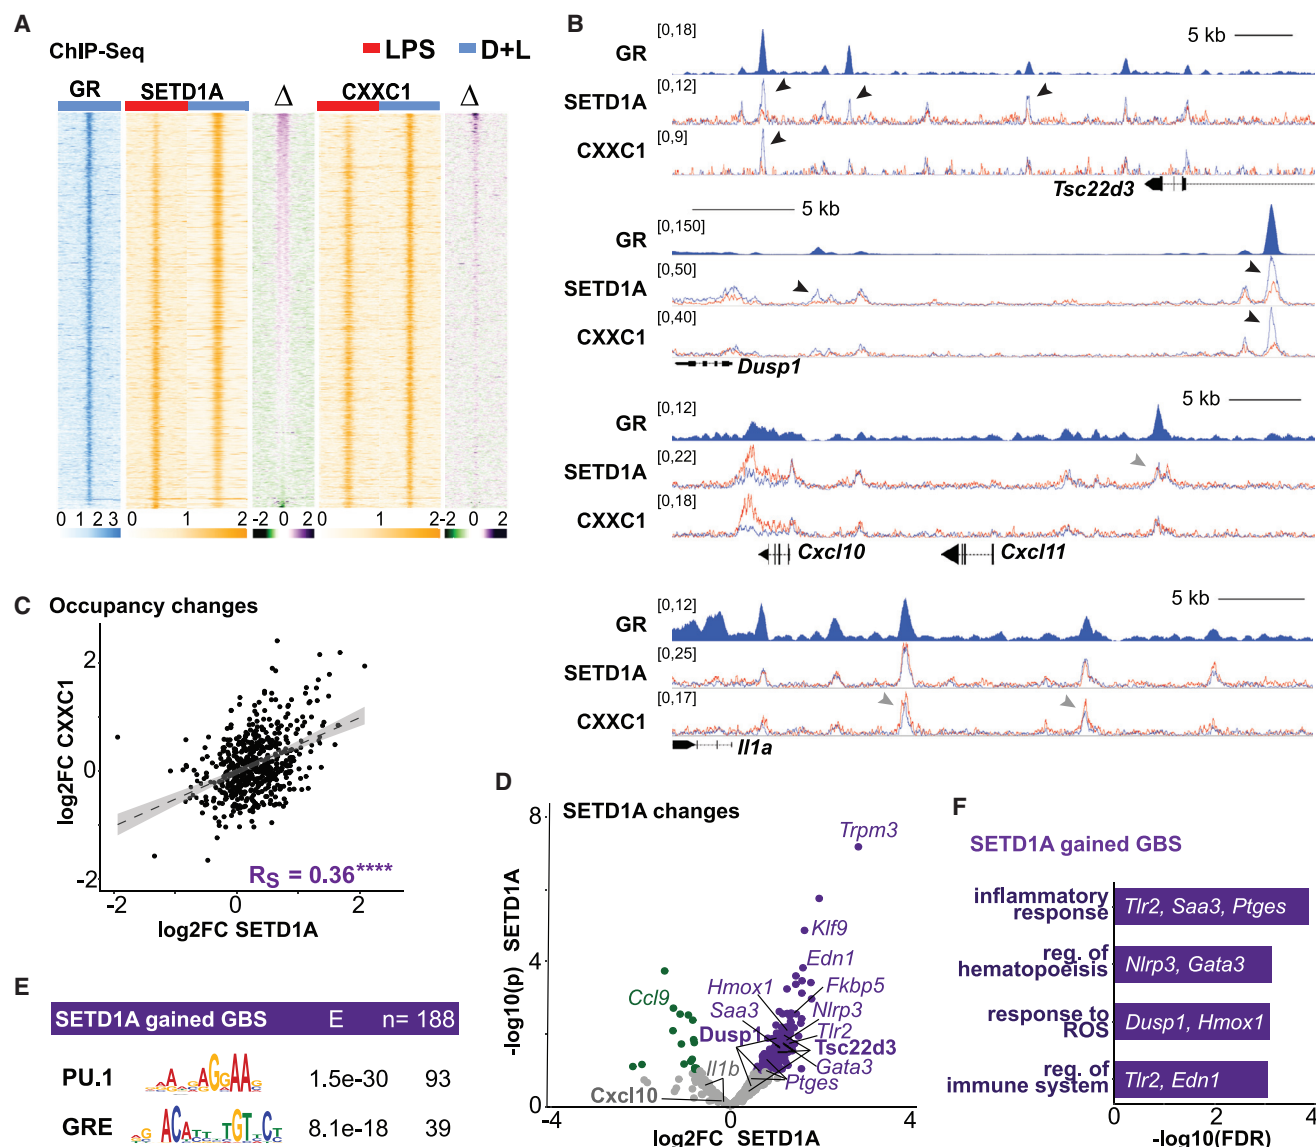 A
ChIP-Seq
LPS
D+L
GR
SETD1A
Δ
CXXC1
Δ
0 1 2 3
0 1 2
-2 0 2
0 1 2
-2 0 2
B
[0,18]
5 kb
GR
[0,12]
SETD1A
[0,9]
CXXC1
Tsc22d3
5 kb
[0,150]
GR
[0,50]
SETD1A
[0,40]
CXXC1
Dusp1
[0,12]
5 kb
GR
[0,22]
SETD1A
[0,18]
CXXC1
Cxcl10
Cxcl11
[0,12]
5 kb
GR
[0,25]
SETD1A
[0,17]
CXXC1
Il1a
C Occupancy changes
2
0
-2
log2FC CXXC1
RS = 0.36****
-2 0 2
log2FC SETD1A
D
SETD1A changes
8
4
0
-log10(p) SETD1A
Trpm3
Klf9
Edn1
Hmox1
Fkbp5
Ccl9
Saa3
Nlrp3
Dusp1
Tlr2
Tsc22d3
Il1b
Gata3
Cxcl10
Ptges
-4 0 4
log2FC SETD1A
E
SETD1A gained GBS E n= 188
PU.1 1.5e-30 93
GRE 8.1e-18 39
F
SETD1A gained GBS
inflammatory
response
Tlr2, Saa3, Ptges
reg. of
hematopoeisis
Nlrp3, Gata3
response to
ROS
Dusp1, Hmox1
reg. of
immune system
Tlr2, Edn1
0 2 4
-log10(FDR)